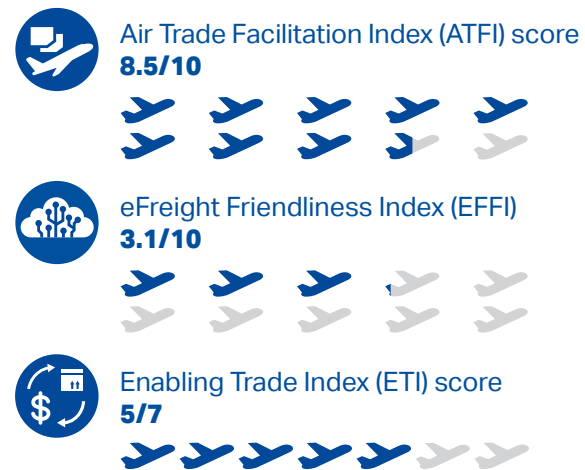 Air Trade Facilitation Index (ATFI) score
8.5/10
eFreight Friendliness Index (EFFI)
3.1/10
$
Enabling Trade Index (ETI) score
5/7